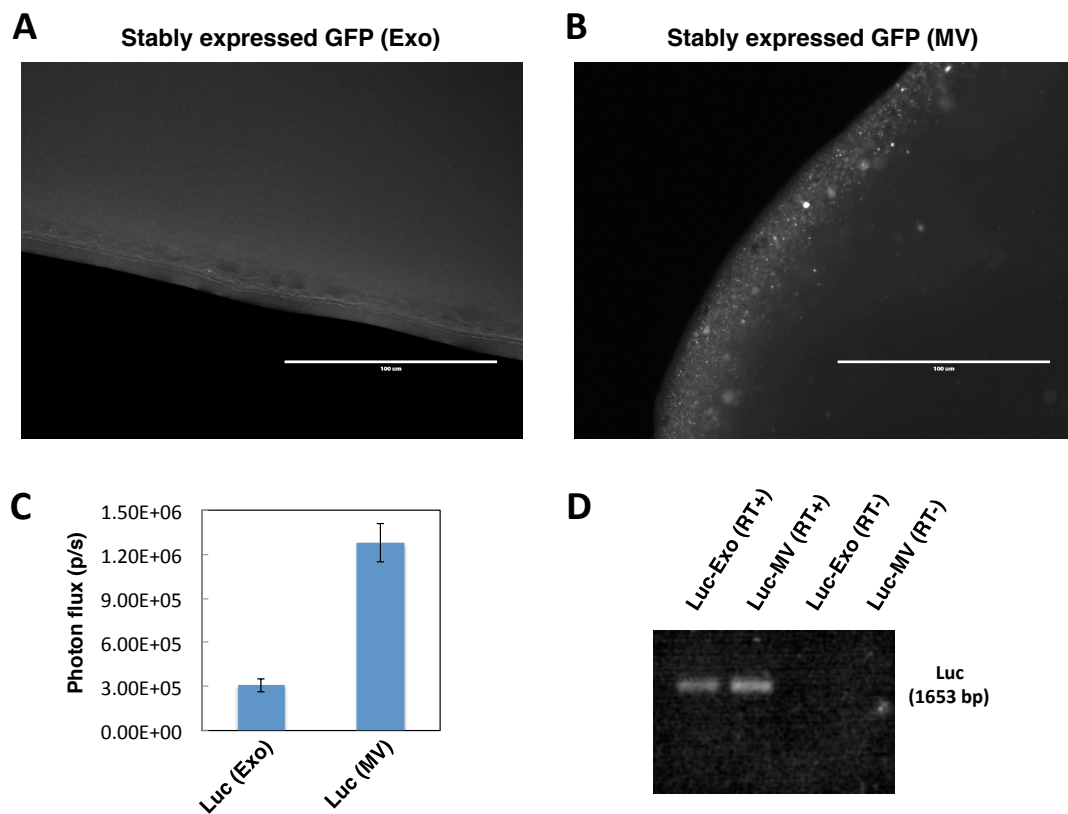 A
Stably expressed GFP (Exo)
100 um
B
Stably expressed GFP (MV)
100 um
C
Photon flux (p/s)
1.50E+06
1.20E+06
9.00E+05
6.00E+05
3.00E+05
0.00E+00
Luc (Exo)
Luc (MV)
D
Luc-Exo (RT+)
Luc-MV (RT+)
Luc-Exo (RT-)
Luc-MV (RT-)
Luc
(1653 bp)